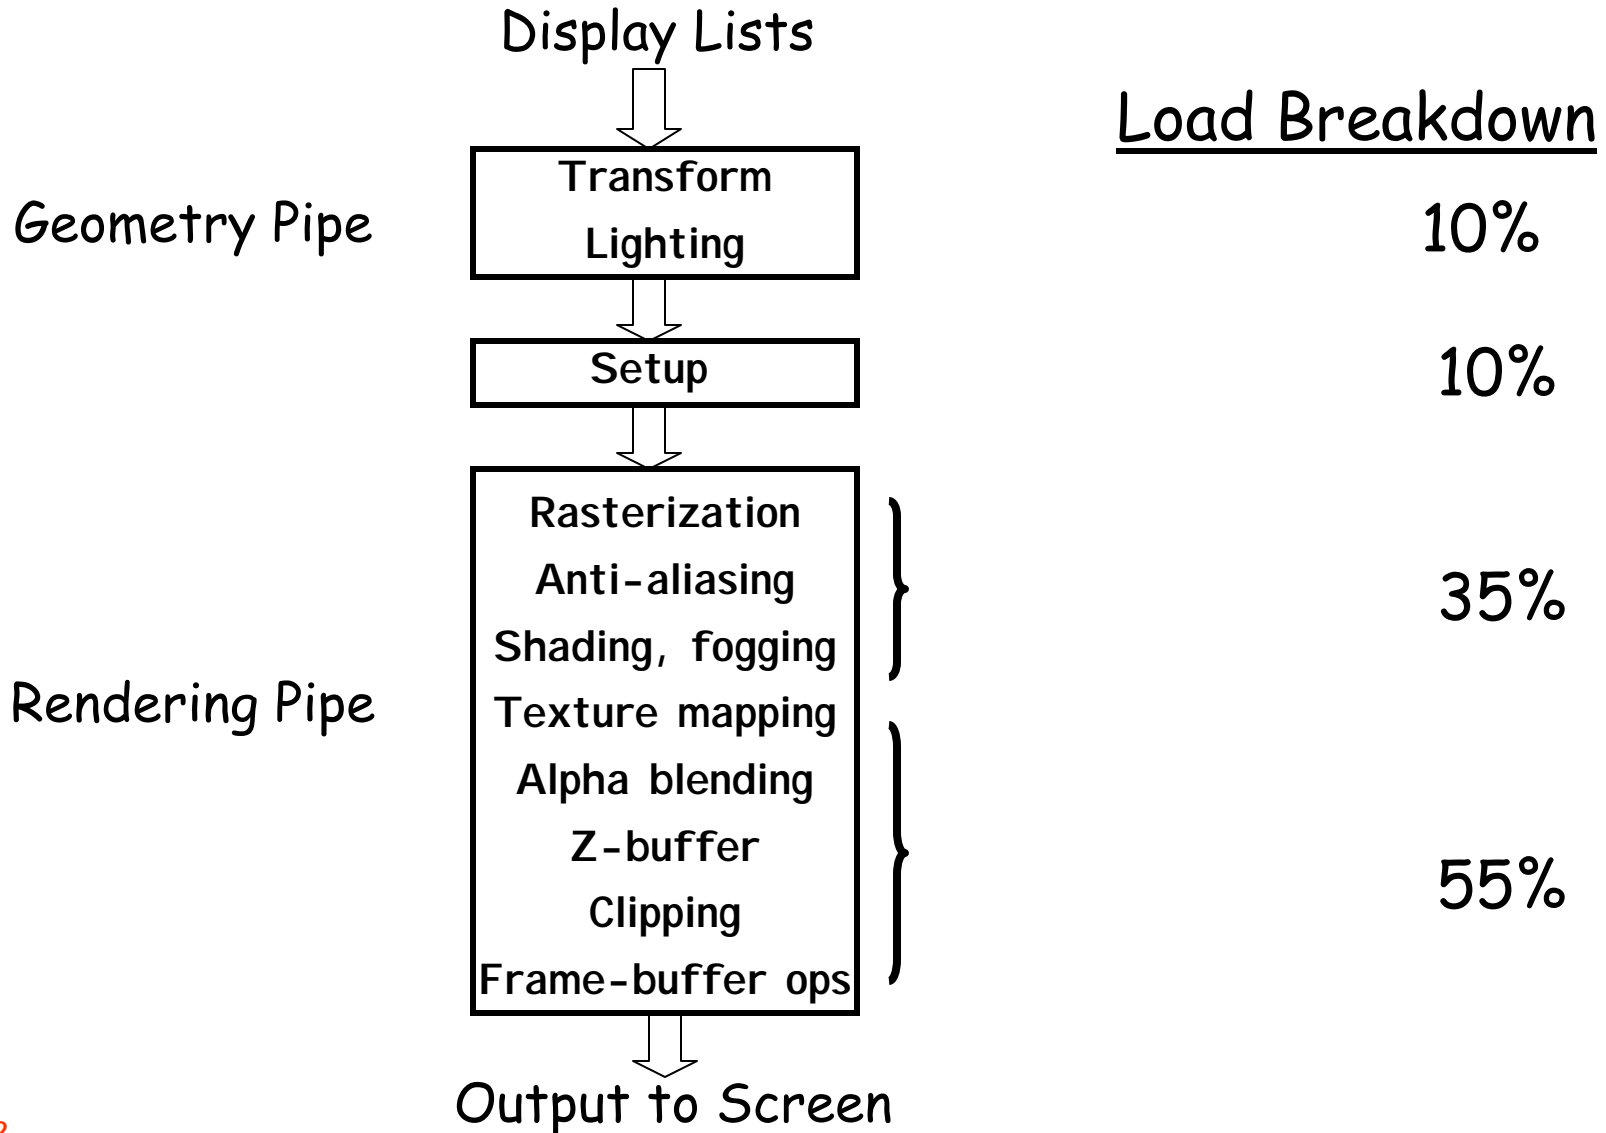 Display Lists
Load Breakdown
Geometry Pipe
Transform
Lighting
10%
Setup
10%
Rasterization
Anti-aliasing
Shading, fogging
35%
Rendering Pipe
Texture mapping
Alpha blending
Z-buffer
Clipping
Frame-buffer ops
55%
Output to Screen